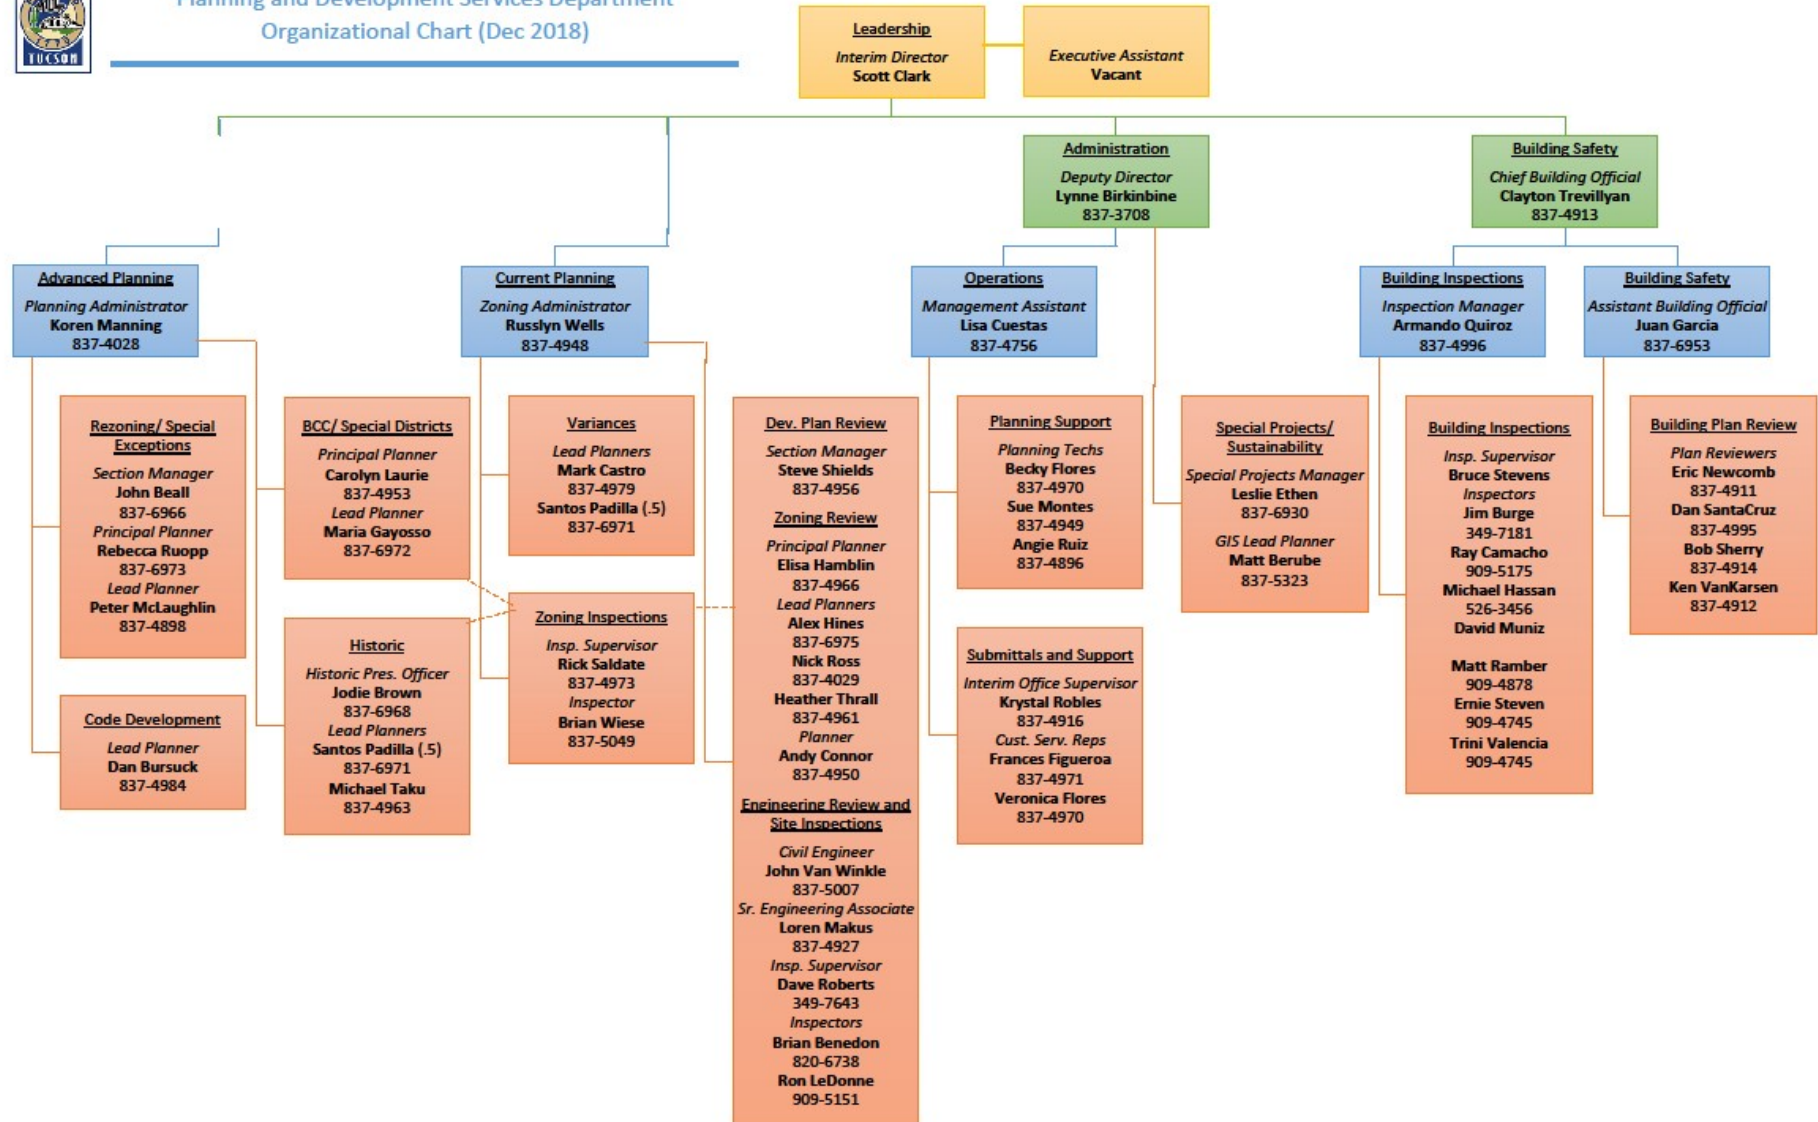 TUCSON
Planning and Development Services Department
Organizational Chart (Dec 2018)
Leadership
Interim Director
Scott Clark
Executive Assistant
Vacant
Administration
Deputy Director
Lynne Birkinbine
837-3708
Building Safety
Chief Building Official
Clayton Trevillyan
837-4913
Advanced Planning
Planning Administrator
Koren Manning
837-4028
Current Planning
Zoning Administrator
Russlyn Wells
837-4948
Operations
Management Assistant
Lisa Cuestas
837-4756
Building Inspections
Inspection Manager
Armando Quiroz
837-4996
Building Safety
Assistant Building Official
Juan Garcia
837-6953
Rezoning/ Special
Exceptions
Section Manager
John Beall
837-6966
Principal Planner
Rebecca Ruopp
837-6973
Lead Planner
Peter McLaughlin
837-4898
Code Development
Lead Planner
Dan Bursuck
837-4984
BCC/ Special Districts
Principal Planner
Carolyn Laurie
837-4953
Lead Planner
Maria Gayosso
837-6972
Historic
Historic Pres. Officer
Jodie Brown
837-6968
Lead Planners
Santos Padilla (.5)
837-6971
Michael Taku
837-4963
Variances
Lead Planners
Mark Castro
837-4979
Santos Padilla (.5)
837-6971
Zoning Inspections
Insp. Supervisor
Rick Saldate
837-4973
Inspector
Brian Wiese
837-5049
Dev. Plan Review
Section Manager
Steve Shields
837-4956
Zoning Review
Principal Planner
Elisa Hamblin
837-4966
Lead Planners
Alex Hines
837-6975
Nick Ross
837-4029
Heather Thrall
837-4961
Planner
Andy Connor
837-4950
Engineering Review and
Site Inspections
Civil Engineer
John Van Winkle
837-5007
Sr. Engineering Associate
Loren Makus
837-4927
Insp. Supervisor
Dave Roberts
349-7643
Inspectors
Brian Benedon
820-6738
Ron LeDonne
909-5151
Planning Support
Planning Techs
Becky Flores
837-4970
Sue Montes
837-4949
Angie Ruiz
837-4896
Submittals and Support
Interim Office Supervisor
Krystal Robles
837-4916
Cust. Serv. Reps
Frances Figueroa
837-4971
Veronica Flores
837-4970
Special Projects/
Sustainability
Special Projects Manager
Leslie Ethen
837-6930
GIS Lead Planner
Matt Berube
837-5323
Building Inspections
Insp. Supervisor
Bruce Stevens
Inspectors
Jim Burge
349-7181
Ray Camacho
909-5175
Michael Hassan
526-3456
David Muniz
Matt Ramber
909-4878
Ernie Steven
909-4745
Trini Valencia
909-4745
Building Plan Review
Plan Reviewers
Eric Newcomb
837-4911
Dan SantaCruz
837-4995
Bob Sherry
837-4914
Ken VanKarsen
837-4912